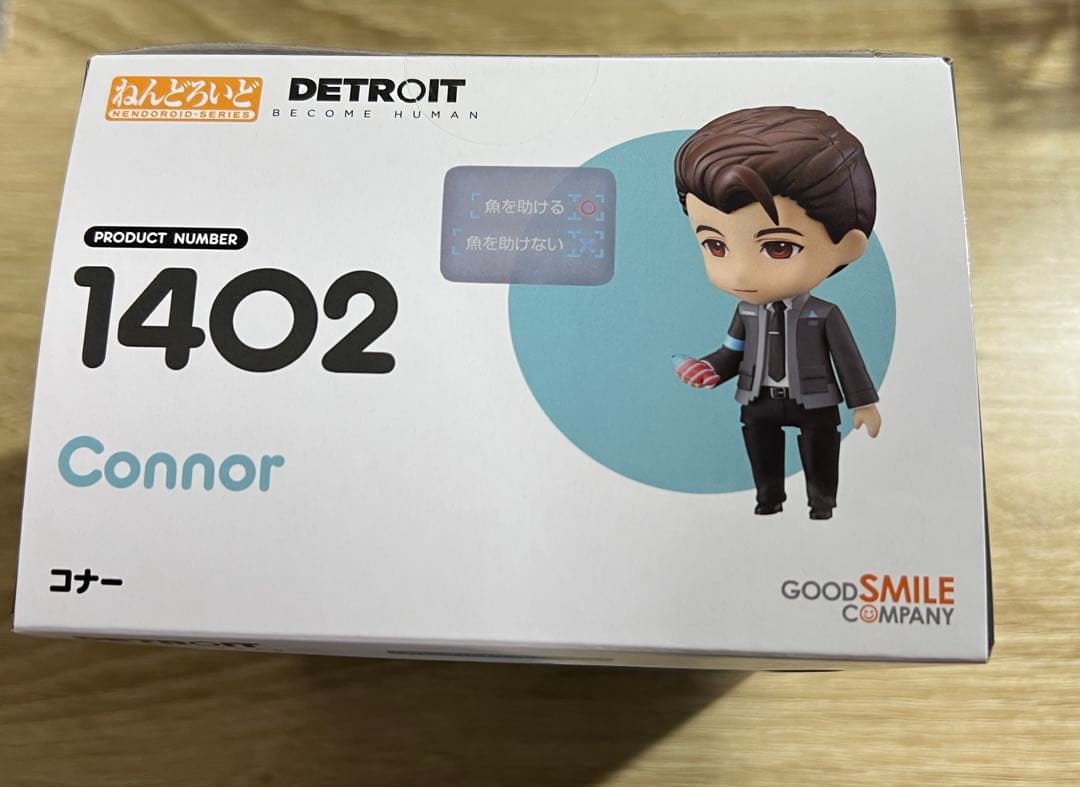 ねんどろいど
NENDOROID-SERIES
DETROIT
BECOME HUMAN
魚を助ける
魚を助けない
PRODUCT NUMBER
1402
Connor
コナー
GOOD SMILE
COMPANY
DETROIT